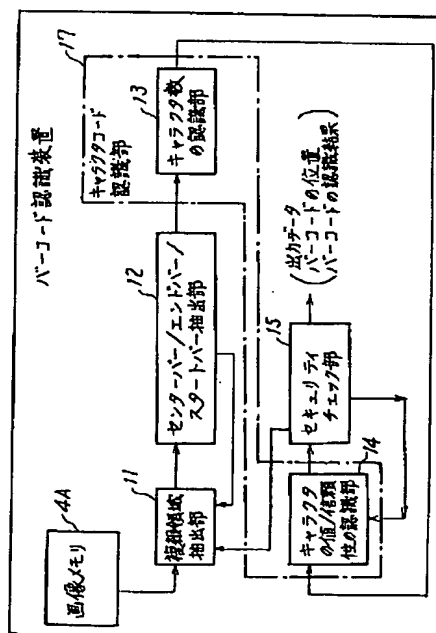 バーコード認識装置
画像メモリ
4A
複雑領域
抽出部
11
センターバー/エンドバー/
スタートバー抽出部
12
キャラクタコード
認識部
17
キャラクタ数
の認識部
13
キャラクタ
の値/信頼
性の認識部
14
セキュリティ
チェック部
15
出力データ
バーコードの位置
バーコードの認識結果